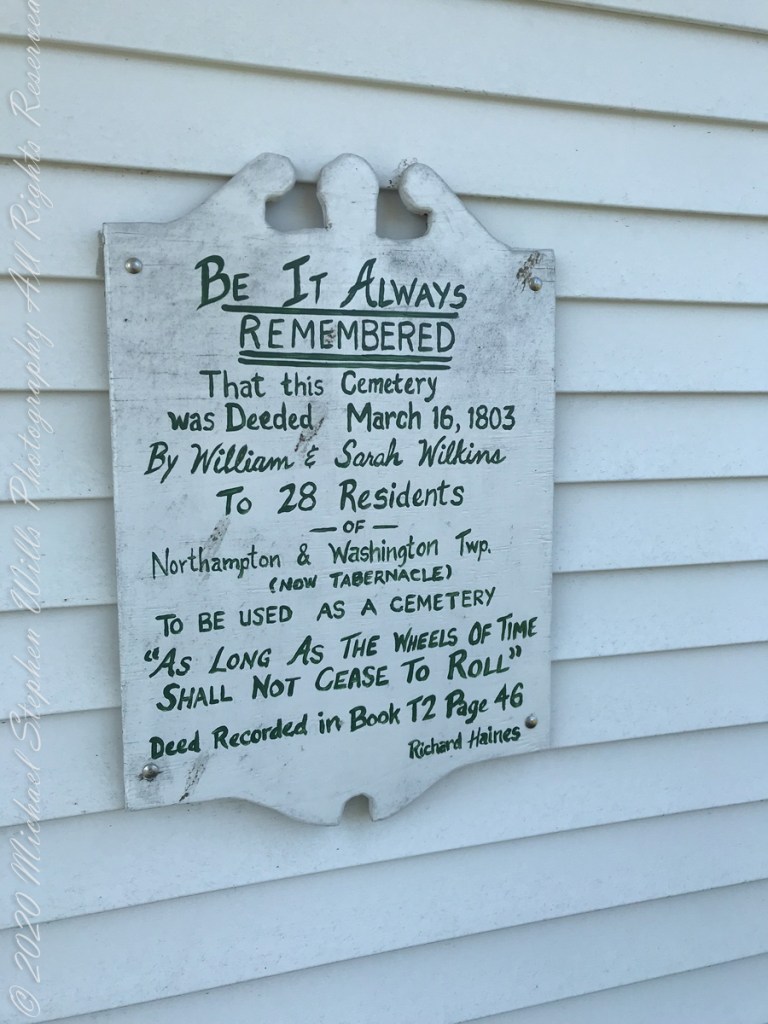 BE IT ALWAYS
REMEMBERED
That this Cemetery
was Deeded March 16, 1803
By William & Sarah Wilkins
To 28 Residents
— OF —
Northampton & Washington Twp.
(NOW TABERNACLE)
TO BE USED AS A CEMETERY
"AS LONG AS THE WHEELS OF TIME
SHALL NOT CEASE TO ROLL"
Deed Recorded in Book T2 Page 46
Richard Haines
© 2020 Michael Stephen Wills Photography All Rights Reserved